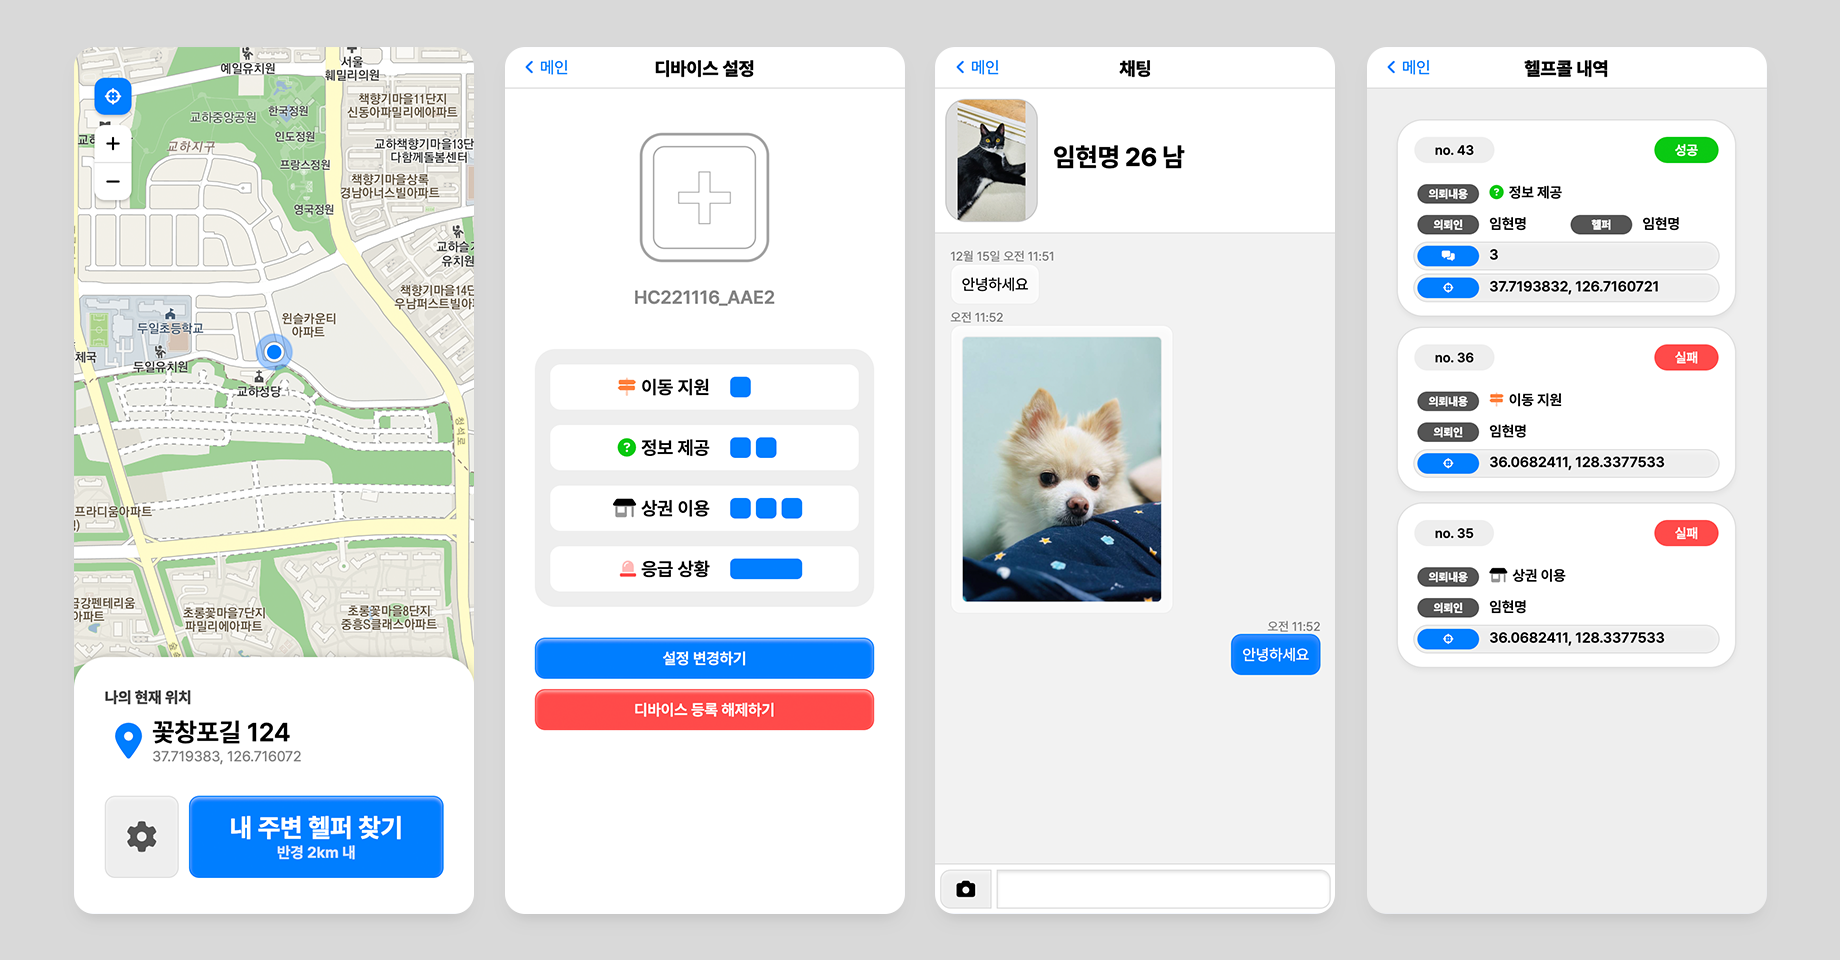 예일유치원
서울
훼밀리의원
책향기마을11단지
신동아파밀리에아파트
교하중앙공원
한국정원
인도정원
교하지구
교하책향기마을13단
다함께돌봄센터
프랑스정원
책향기마을상록
경남아너스빌아파트
영국정원
교하슬기
유치원
책향기마을14단
우남퍼스트빌아파
윈슬카운티
아파트
두일초등학교
체국
두일유치원
교하성당
청석로
프라디움아파트
금강펜테리움
아파트
초롱꽃마을7단지
파밀리에아파트
초롱꽃마을8단지
중흥S클래스아파트
+
−
나의 현재 위치
꽃창포길 124
37.719383, 126.716072
내 주변 헬퍼 찾기
반경 2km 내
메인
디바이스 설정
HC221116_AAE2
이동 지원
? 정보 제공
상권 이용
응급 상황
설정 변경하기
디바이스 등록 해제하기
메인
채팅
임현명 26 남
12월 15일 오전 11:51
안녕하세요
오전 11:52
오전 11:52
안녕하세요
메인
헬프콜 내역
no. 43 성공
의뢰내용 ? 정보 제공
의뢰인 임현명 헬퍼 임현명
3
37.7193832, 126.7160721
no. 36 실패
의뢰내용 이동 지원
의뢰인 임현명
36.0682411, 128.3377533
no. 35 실패
의뢰내용 상권 이용
의뢰인 임현명
36.0682411, 128.3377533